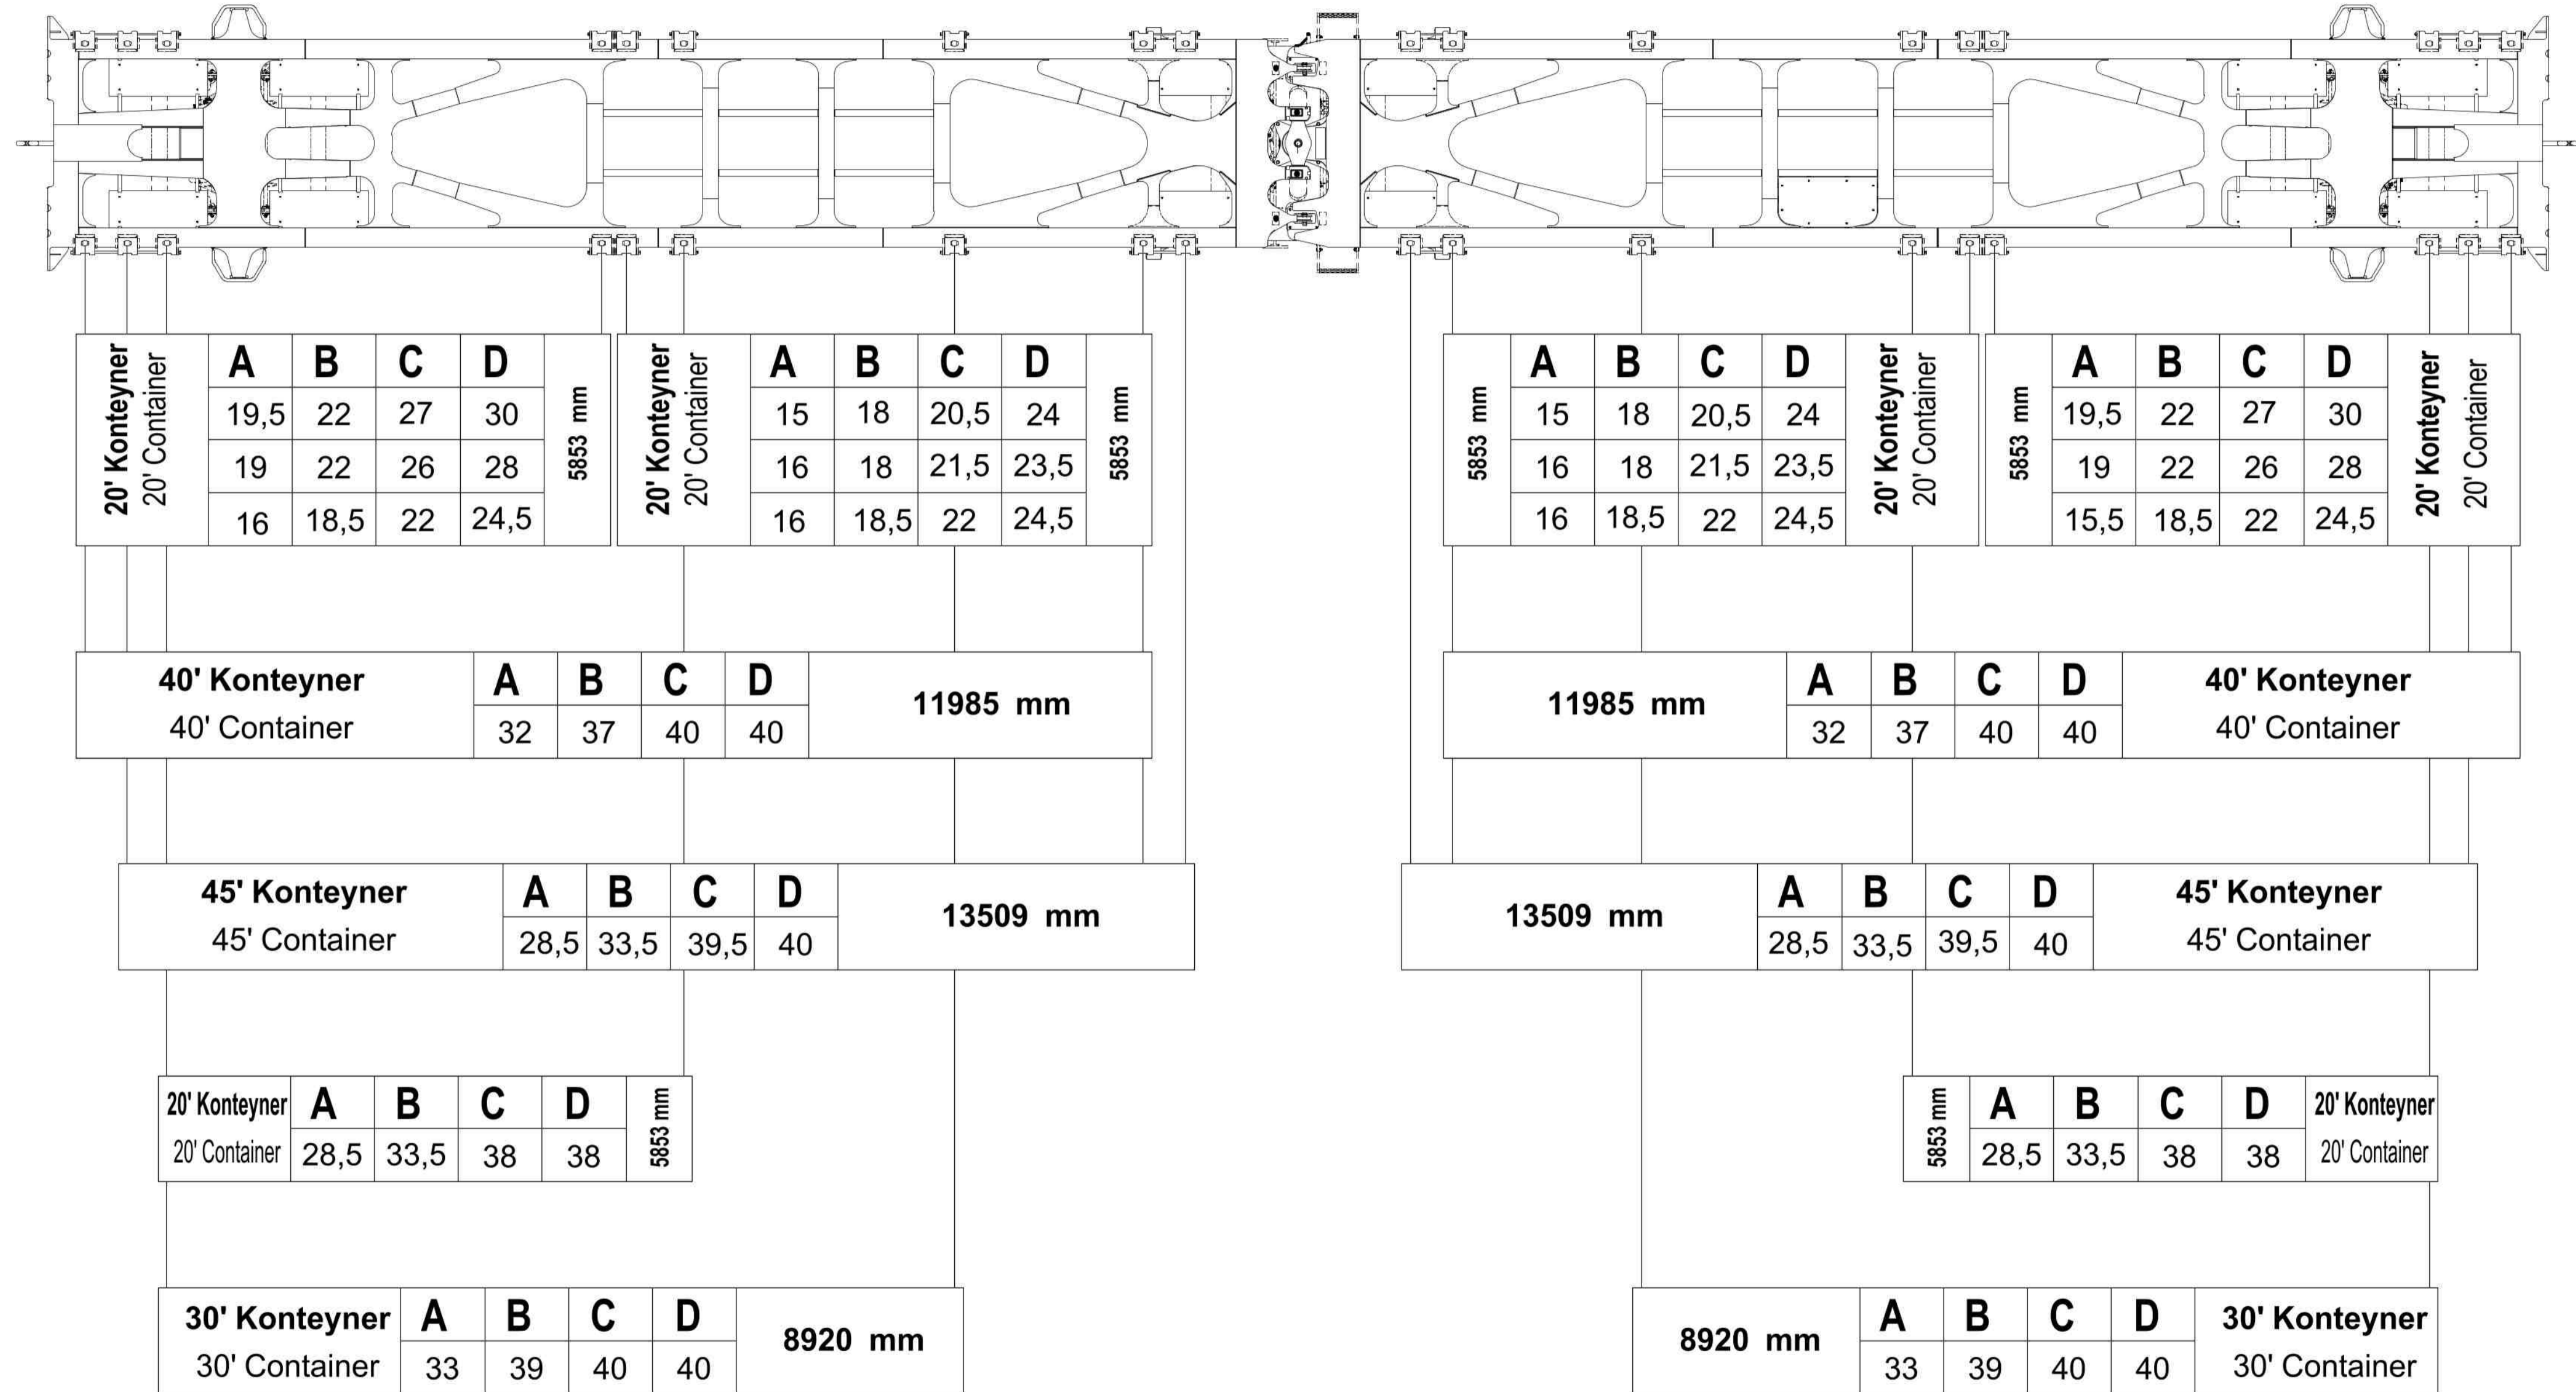 20' Konteyner
20' Container
A B C D
19,5 22 27 30
19 22 26 28
16 18,5 22 24,5
5853 mm
20' Konteyner
20' Container
A B C D
15 18 20,5 24
16 18 21,5 23,5
16 18,5 22 24,5
5853 mm
5853 mm
A B C D
15 18 20,5 24
16 18 21,5 23,5
16 18,5 22 24,5
20' Konteyner
20' Container
5853 mm
A B C D
19,5 22 27 30
19 22 26 28
15,5 18,5 22 24,5
20' Konteyner
20' Container
40' Konteyner
40' Container
A B C D
32 37 40 40
11985 mm
11985 mm
A B C D
32 37 40 40
40' Konteyner
40' Container
45' Konteyner
45' Container
A B C D
28,5 33,5 39,5 40
13509 mm
13509 mm
A B C D
28,5 33,5 39,5 40
45' Konteyner
45' Container
20' Konteyner
20' Container
A B C D
28,5 33,5 38 38
5853 mm
5853 mm
A B C D
28,5 33,5 38 38
20' Konteyner
20' Container
30' Konteyner
30' Container
A B C D
33 39 40 40
8920 mm
8920 mm
A B C D
33 39 40 40
30' Konteyner
30' Container